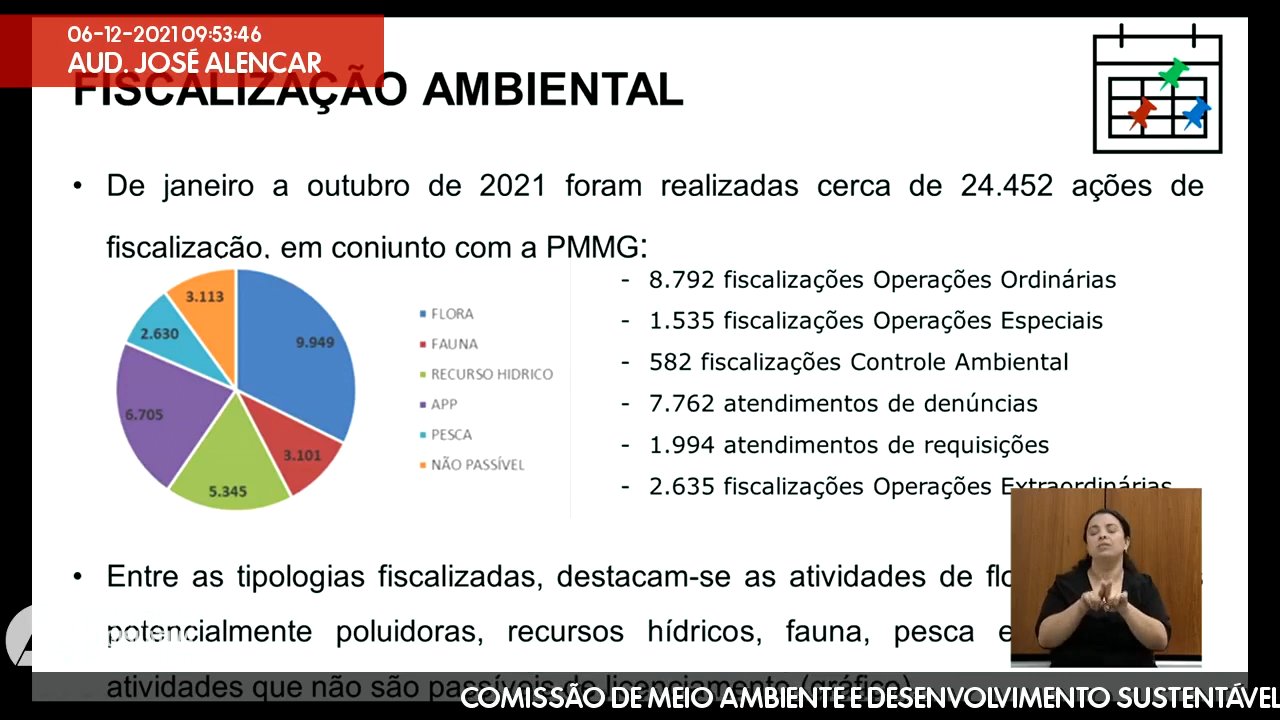 06-12-2021 09:53:46
AUD. JOSÉ ALENCAR
FISCALIZAÇÃO AMBIENTAL
• De janeiro a outubro de 2021 foram realizadas cerca de 24.452 ações de
fiscalização, em conjunto com a PMMG:
3.113
2.630
9.949
6.705
3.101
5.345
FLORA
FAUNA
RECURSO HIDRICO
APP
PESCA
NÃO PASSÍVEL
- 8.792 fiscalizações Operações Ordinárias
- 1.535 fiscalizações Operações Especiais
- 582 fiscalizações Controle Ambiental
- 7.762 atendimentos de denúncias
- 1.994 atendimentos de requisições
- 2.635 fiscalizações Operações Extraordinárias
• Entre as tipologias fiscalizadas, destacam-se as atividades de
potencialmente poluidoras, recursos hídricos, fauna, pesca e
atividades que não são passíveis de licenciamento (gráfico)
COMISSÃO DE MEIO AMBIENTE E DESENVOLVIMENTO SUSTENTÁVEL